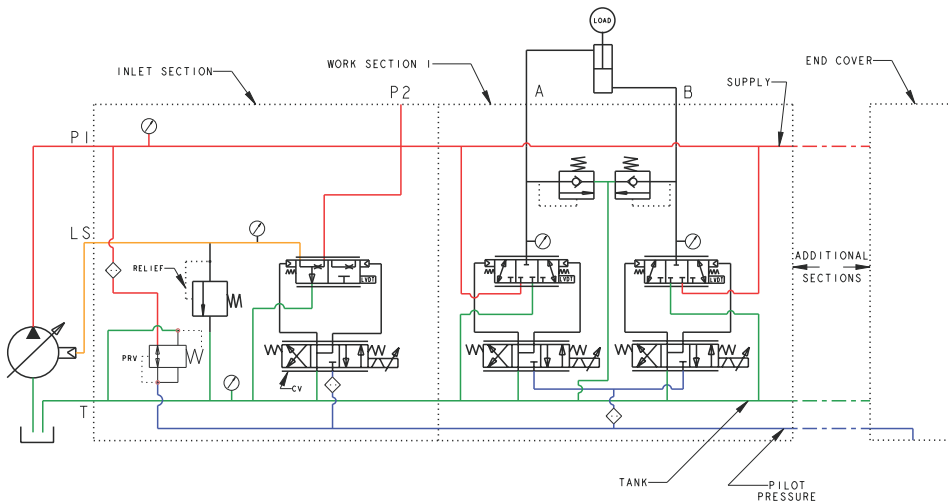 LOAD
INLET SECTION
WORK SECTION 1
END COVER
P2
A
B
SUPPLY
P1
LS
RELIEF
LVDT
LVDT
LVDT
ADDITIONAL
SECTIONS
PRV
CV
T
TANK
PILOT
PRESSURE